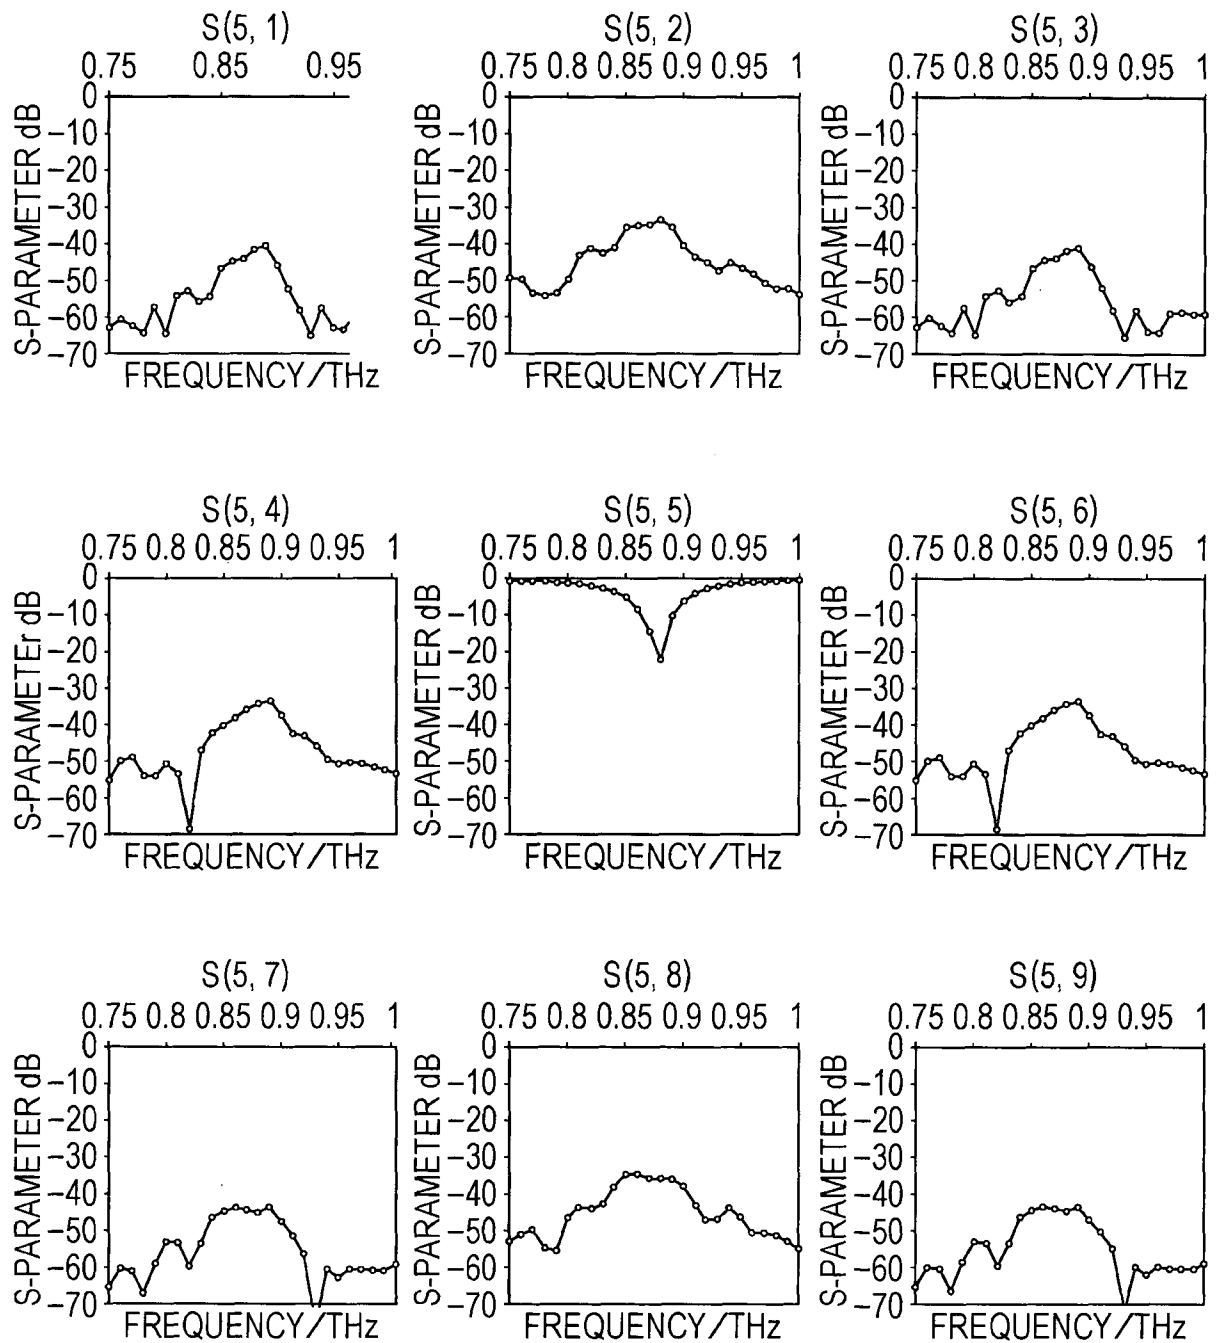 S(5, 1)
0.75 0.85 0.95
S-PARAMETER dB
0
-10
-20
-30
-40
-50
-60
-70
FREQUENCY/THz
S(5, 2)
0.75 0.8 0.85 0.9 0.95 1
S-PARAMETER dB
0
-10
-20
-30
-40
-50
-60
-70
FREQUENCY/THz
S(5, 3)
0.75 0.8 0.85 0.9 0.95 1
S-PARAMETER dB
0
-10
-20
-30
-40
-50
-60
-70
FREQUENCY/THz
S(5, 4)
0.75 0.8 0.85 0.9 0.95 1
S-PARAMETEr dB
0
-10
-20
-30
-40
-50
-60
-70
FREQUENCY/THz
S(5, 5)
0.75 0.8 0.85 0.9 0.95 1
S-PARAMETER dB
0
-10
-20
-30
-40
-50
-60
-70
FREQUENCY/THz
S(5, 6)
0.75 0.8 0.85 0.9 0.95 1
S-PARAMETER dB
0
-10
-20
-30
-40
-50
-60
-70
FREQUENCY/THz
S(5, 7)
0.75 0.8 0.85 0.9 0.95 1
S-PARAMETER dB
0
-10
-20
-30
-40
-50
-60
-70
FREQUENCY/THz
S(5, 8)
0.75 0.8 0.85 0.9 0.95 1
S-PARAMETER dB
0
-10
-20
-30
-40
-50
-60
-70
FREQUENCY/THz
S(5, 9)
0.75 0.8 0.85 0.9 0.95 1
S-PARAMETER dB
0
-10
-20
-30
-40
-50
-60
-70
FREQUENCY/THz